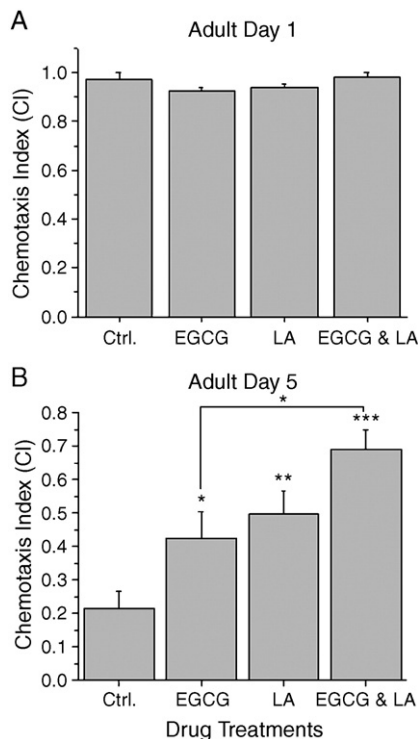 A
Adult Day 1
Chemotaxis Index (CI)
1.0
0.8
0.6
0.4
0.2
0.0
Ctrl.
EGCG
LA
EGCG & LA
B
Adult Day 5
Chemotaxis Index (CI)
0.8
0.7
0.6
0.5
0.4
0.3
0.2
0.1
0.0
*
*
**
***
Ctrl.
EGCG
LA
EGCG & LA
Drug Treatments